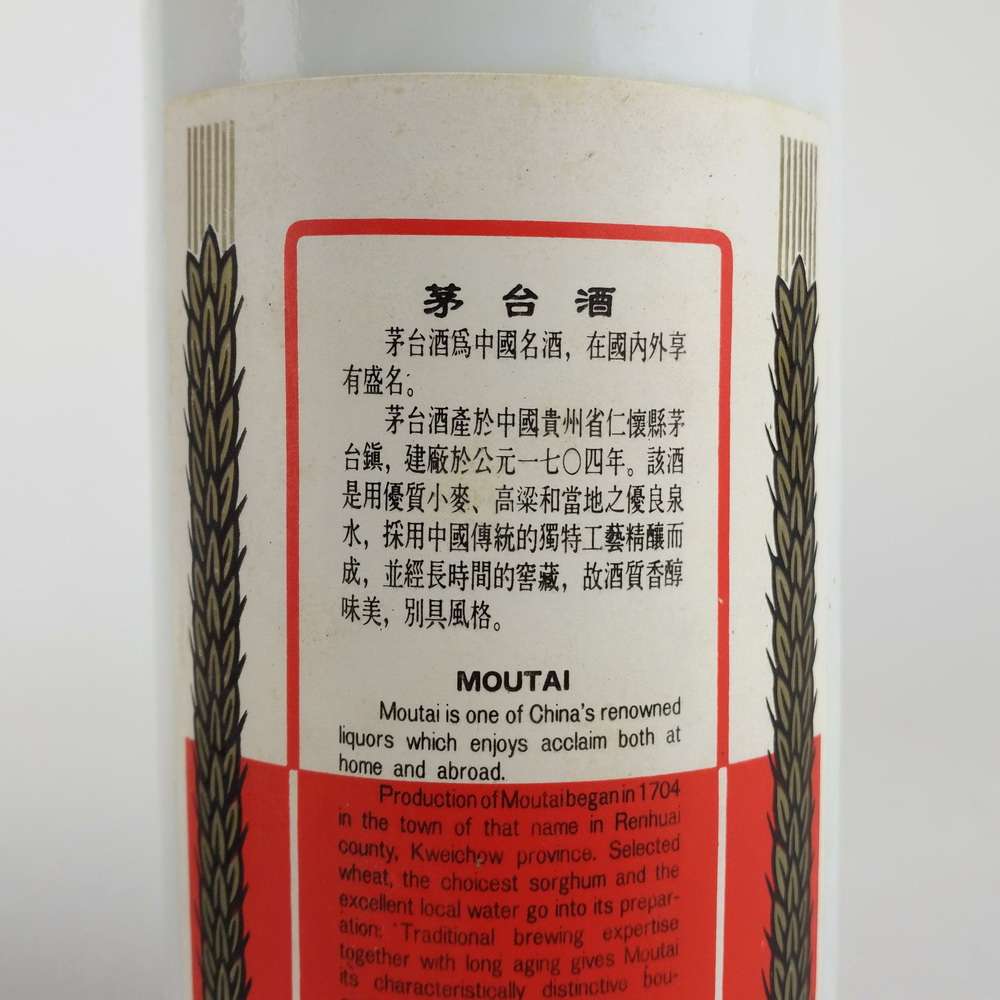 茅台酒
茅台酒爲中國名酒，在國內外享
有盛名。
茅台酒產於中國貴州省仁懷縣茅
台鎮，建廠於公元一七〇四年。該酒
是用優質小麥、高粱和當地之優良泉
水，採用中國傳統的獨特工藝精釀而
成，並經長時間的窖藏，故酒質香醇
味美，別具風格。
MOUTAI
Moutai is one of China's renowned
liquors which enjoys acclaim both at
home and abroad.
Production of Moutai began in 1704
in the town of that name in Renhuai
county, Kweichow province. Selected
wheat, the choicest sorghum and the
excellent local water go into its prepar-
ation. Traditional brewing expertise
together with long aging gives Moutai
its characteristically distinctive bou-